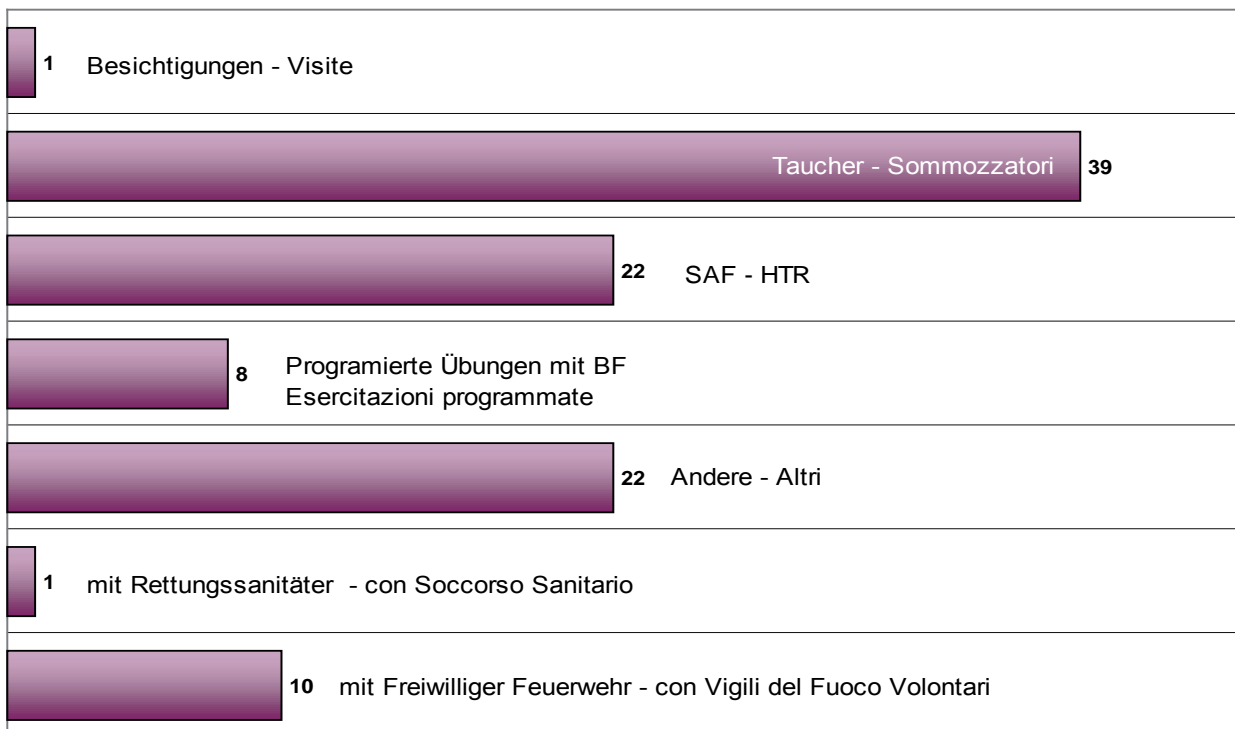 1 Besichtigungen - Visite
Taucher - Sommozzatori 39
22 SAF - HTR
8 Programierte Übungen mit BF
Esercitazioni programmate
22 Andere - Altri
1 mit Rettungssanitäter - con Soccorso Sanitario
10 mit Freiwilliger Feuerwehr - con Vigili del Fuoco Volontari